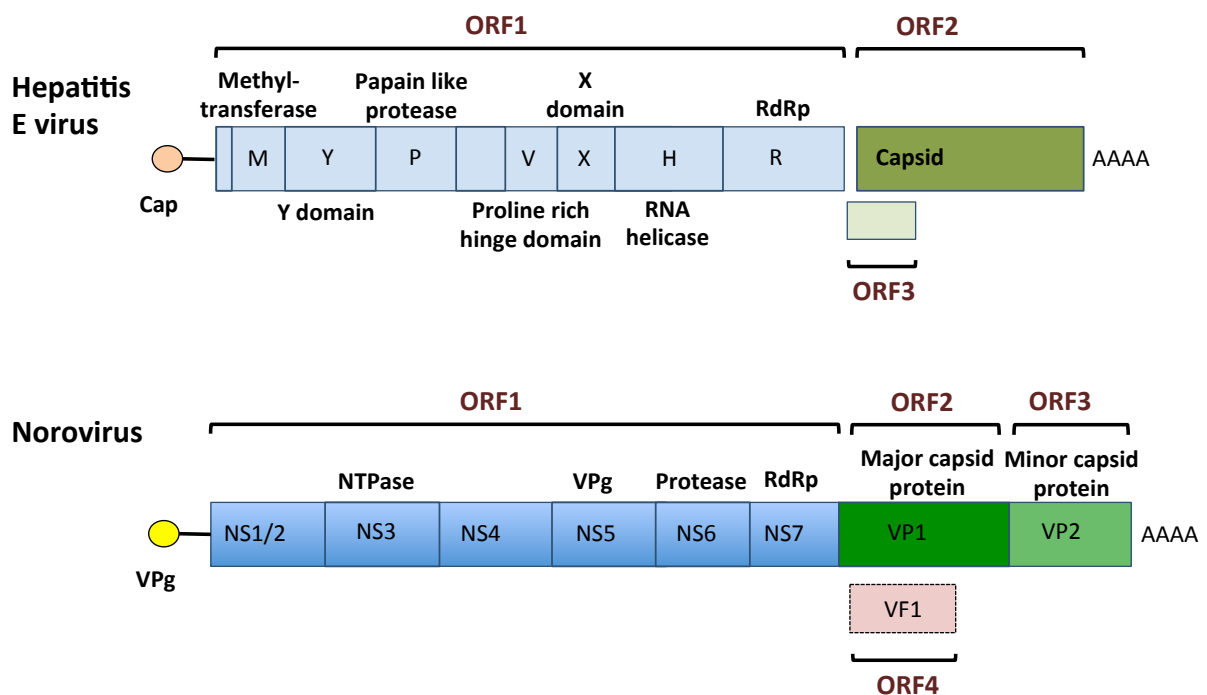 ORF1
ORF2
Hepatitis
E virus
Methyl-
transferase
Papain like
protease
X
domain
RdRp
M
Y
P
V
X
H
R
Capsid
AAAA
Cap
Y domain
Proline rich
hinge domain
RNA
helicase
ORF3
Norovirus
ORF1
ORF2
ORF3
NTPase
VPg
Protease
RdRp
Major capsid
protein
Minor capsid
protein
NS1/2
NS3
NS4
NS5
NS6
NS7
VP1
VP2
AAAA
VPg
VF1
ORF4